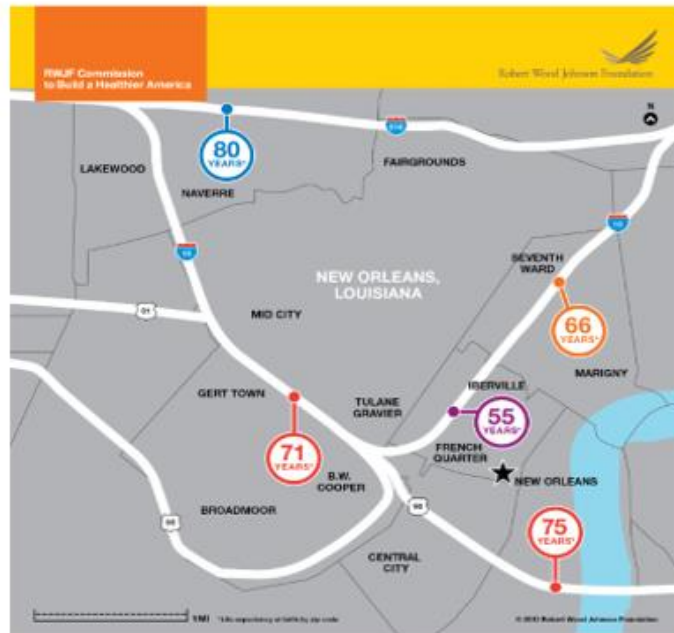 RWJF Commission
to Build a Healthier America
Robert Wood Johnson Foundation
N
610
LAKEWOOD
80
YEARS*
NAVERRE
FAIRGROUNDS
10
10
SEVENTH
WARD
NEW ORLEANS,
LOUISIANA
61
MID CITY
66
YEARS*
MARIGNY
GERT TOWN
TULANE
GRAVIER
IBERVILLE
55
YEARS*
FRENCH
QUARTER
71
YEARS*
B.W.
COOPER
NEW ORLEANS
90
BROADMOOR
CENTRAL
CITY
75
YEARS*
1MI
*Life expectancy at birth by zip code
© 2013 Robert Wood Johnson Foundation